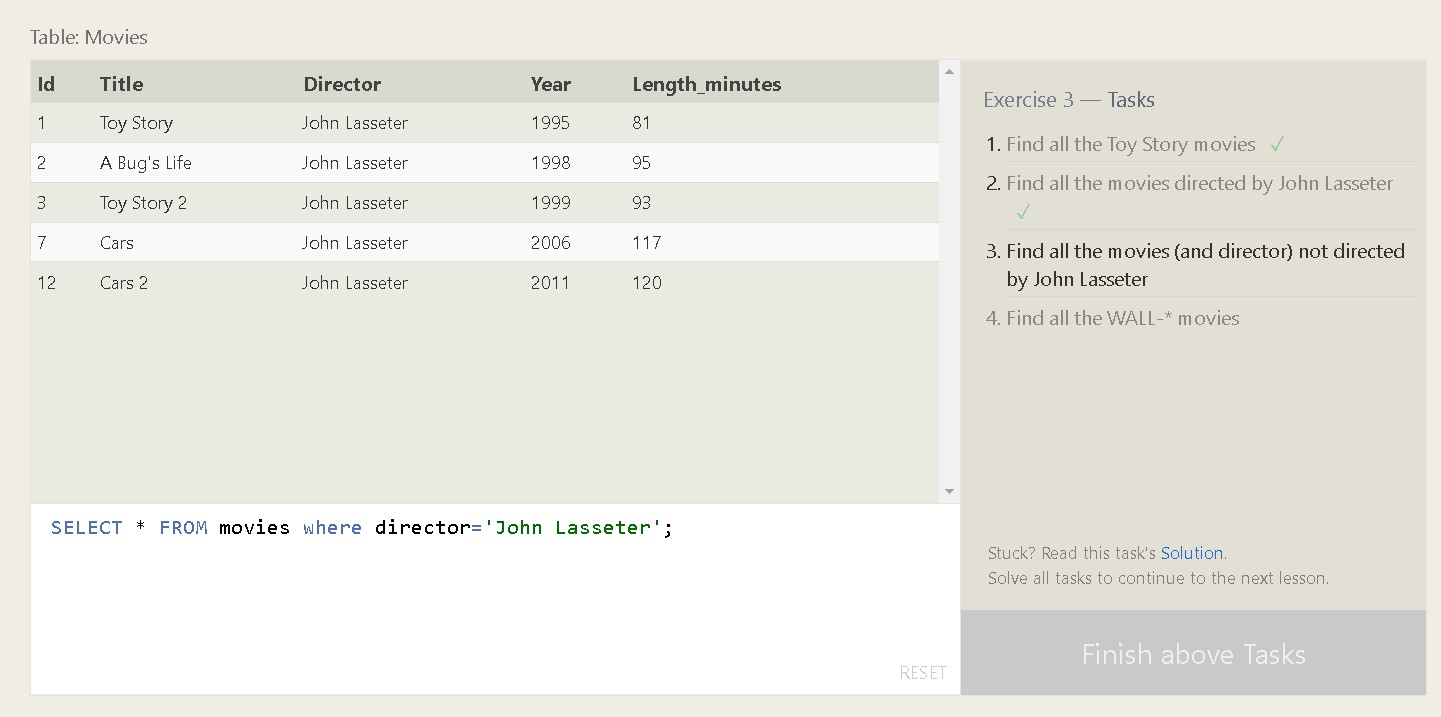 Table: Movies
Id Title Director Year Length_minutes
1 Toy Story John Lasseter 1995 81
2 A Bug's Life John Lasseter 1998 95
3 Toy Story 2 John Lasseter 1999 93
7 Cars John Lasseter 2006 117
12 Cars 2 John Lasseter 2011 120
SELECT * FROM movies where director='John Lasseter';
RESET
Exercise 3 — Tasks
1. Find all the Toy Story movies ✓
2. Find all the movies directed by John Lasseter
✓
3. Find all the movies (and director) not directed
by John Lasseter
4. Find all the WALL-* movies
Stuck? Read this task's Solution.
Solve all tasks to continue to the next lesson.
Finish above Tasks